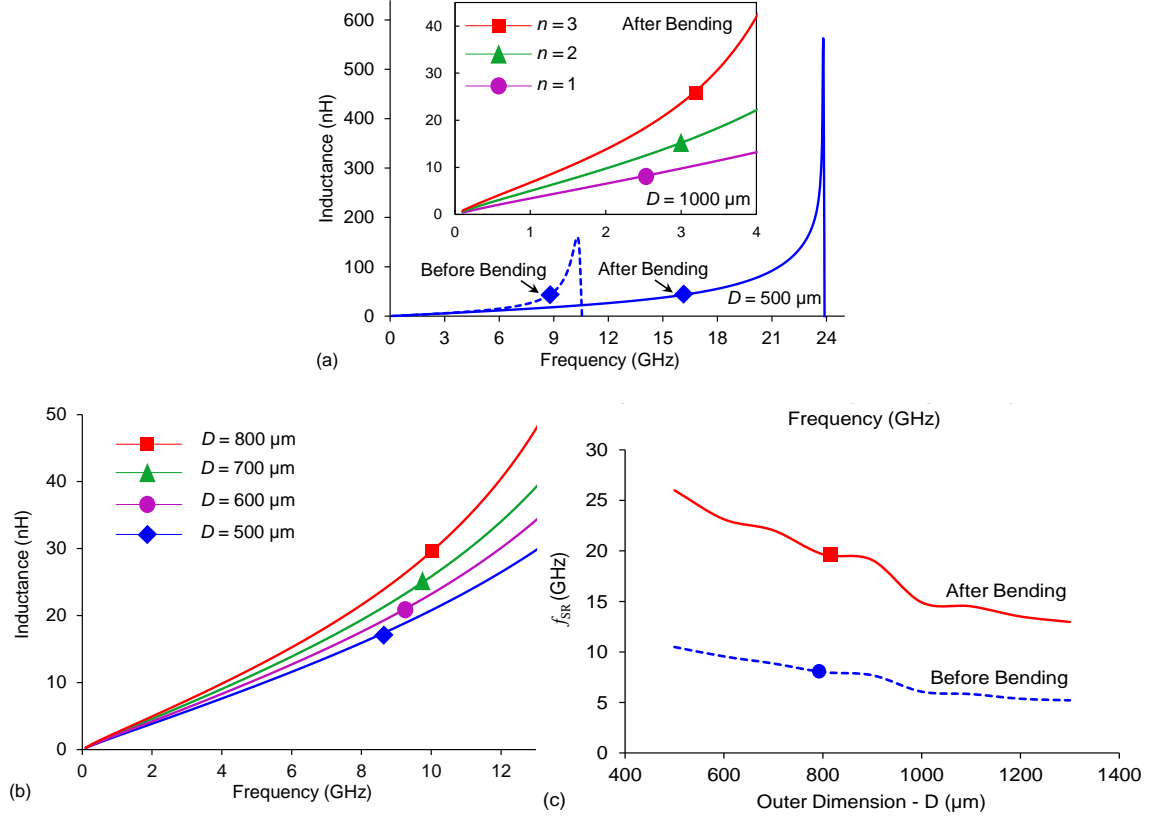 600
500
400
300
200
100
0
Inductance (nH)
40
30
20
10
0
n = 3
n = 2
n = 1
After Bending
D = 1000 µm
0 1 2 3 4
Before Bending
After Bending
D = 500 µm
0 3 6 9 12 15 18 21 24
Frequency (GHz)
(a)
50
40
30
20
10
0
Inductance (nH)
D = 800 µm
D = 700 µm
D = 600 µm
D = 500 µm
0 2 4 6 8 10 12
Frequency (GHz)
(b)
Frequency (GHz)
30
25
20
15
10
5
0
fSR (GHz)
After Bending
Before Bending
400 600 800 1000 1200 1400
Outer Dimension - D (µm)
(c)